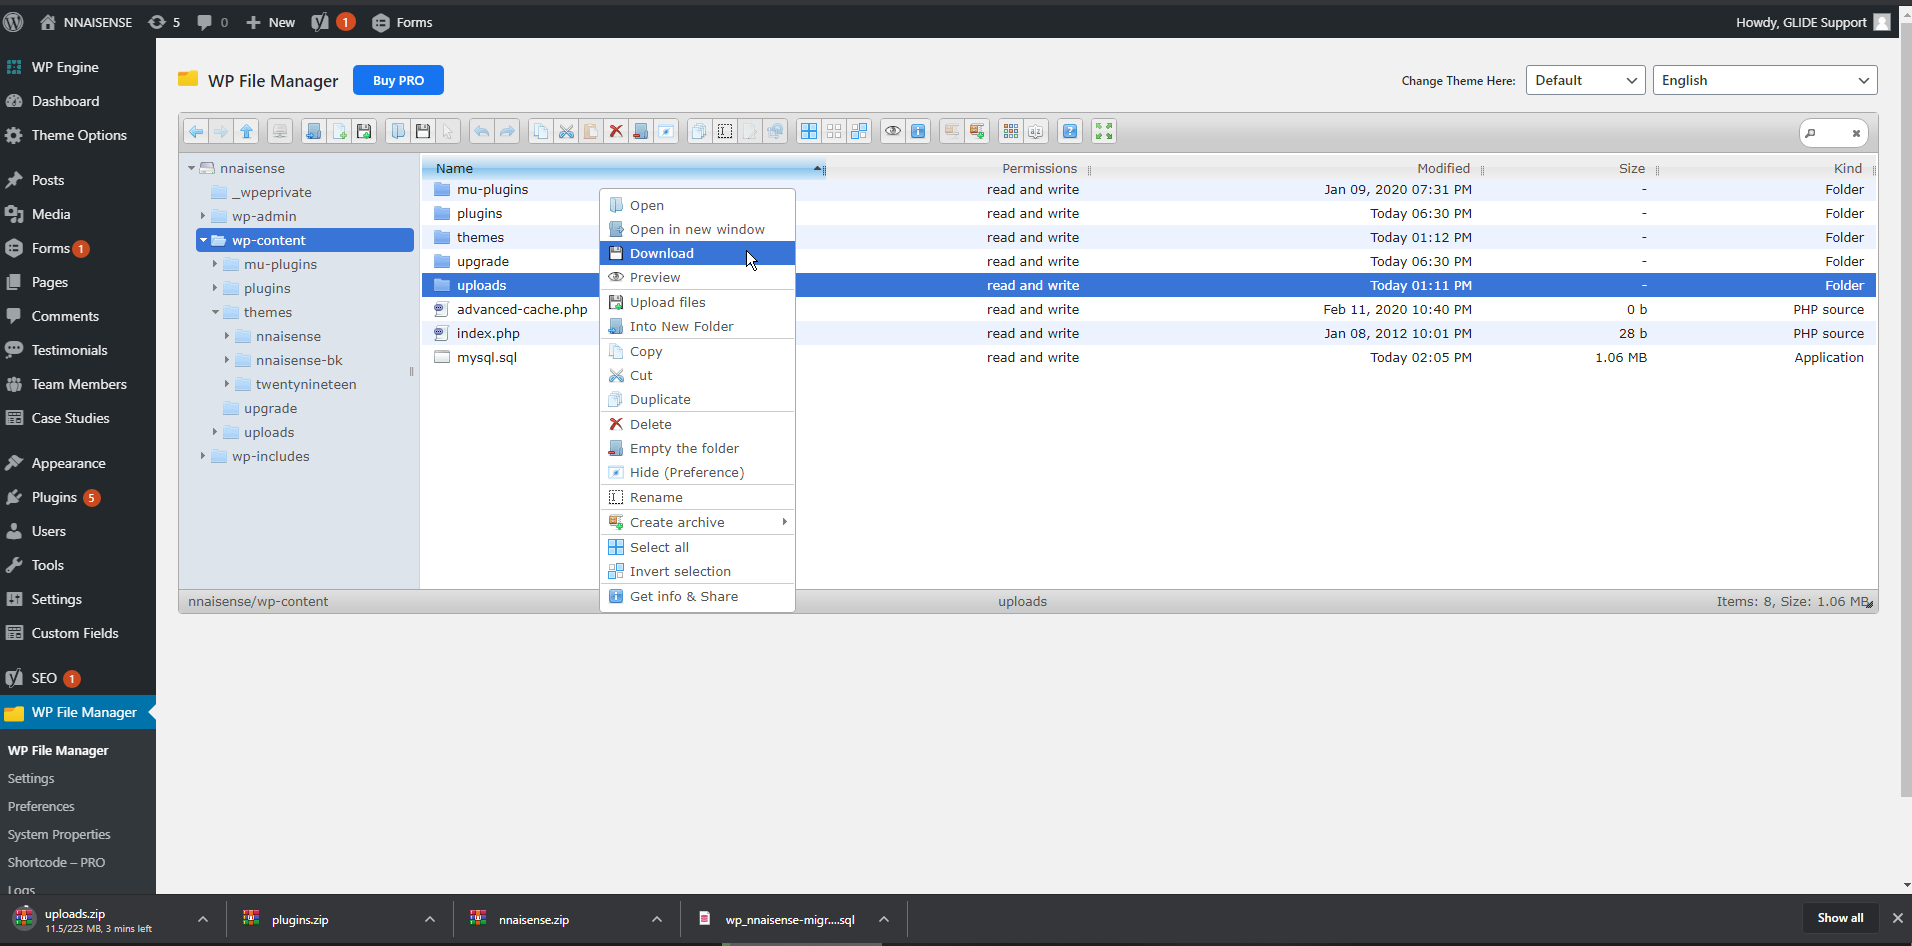 NNAISENSE 5 0 New 1 Forms Howdy, GLIDE Support
WP Engine
Dashboard
Theme Options
Posts
Media
Forms 1
Pages
Comments
Testimonials
Team Members
Case Studies
Appearance
Plugins 5
Users
Tools
Settings
Custom Fields
SEO 1
WP File Manager
WP File Manager
Settings
Preferences
System Properties
Shortcode – PRO
Logs
WP File Manager Buy PRO Change Theme Here: Default English
nnaisense
_wpeprivate
wp-admin
wp-content
mu-plugins
plugins
themes
nnaisense
nnaisense-bk
twentynineteen
upgrade
uploads
wp-includes
Name Permissions Modified Size Kind
mu-plugins read and write Jan 09, 2020 07:31 PM - Folder
plugins read and write Today 06:30 PM - Folder
themes read and write Today 01:12 PM - Folder
upgrade read and write Today 06:30 PM - Folder
uploads read and write Today 01:11 PM - Folder
advanced-cache.php read and write Feb 11, 2020 10:40 PM 0 b PHP source
index.php read and write Jan 08, 2012 10:01 PM 28 b PHP source
mysql.sql read and write Today 02:05 PM 1.06 MB Application
Open
Open in new window
Download
Preview
Upload files
Into New Folder
Copy
Cut
Duplicate
Delete
Empty the folder
Hide (Preference)
Rename
Create archive
Select all
Invert selection
Get info & Share
nnaisense/wp-content uploads Items: 8, Size: 1.06 MB
uploads.zip
11.5/223 MB, 3 mins left
plugins.zip
nnaisense.zip
wp_nnaisense-migr....sql
Show all